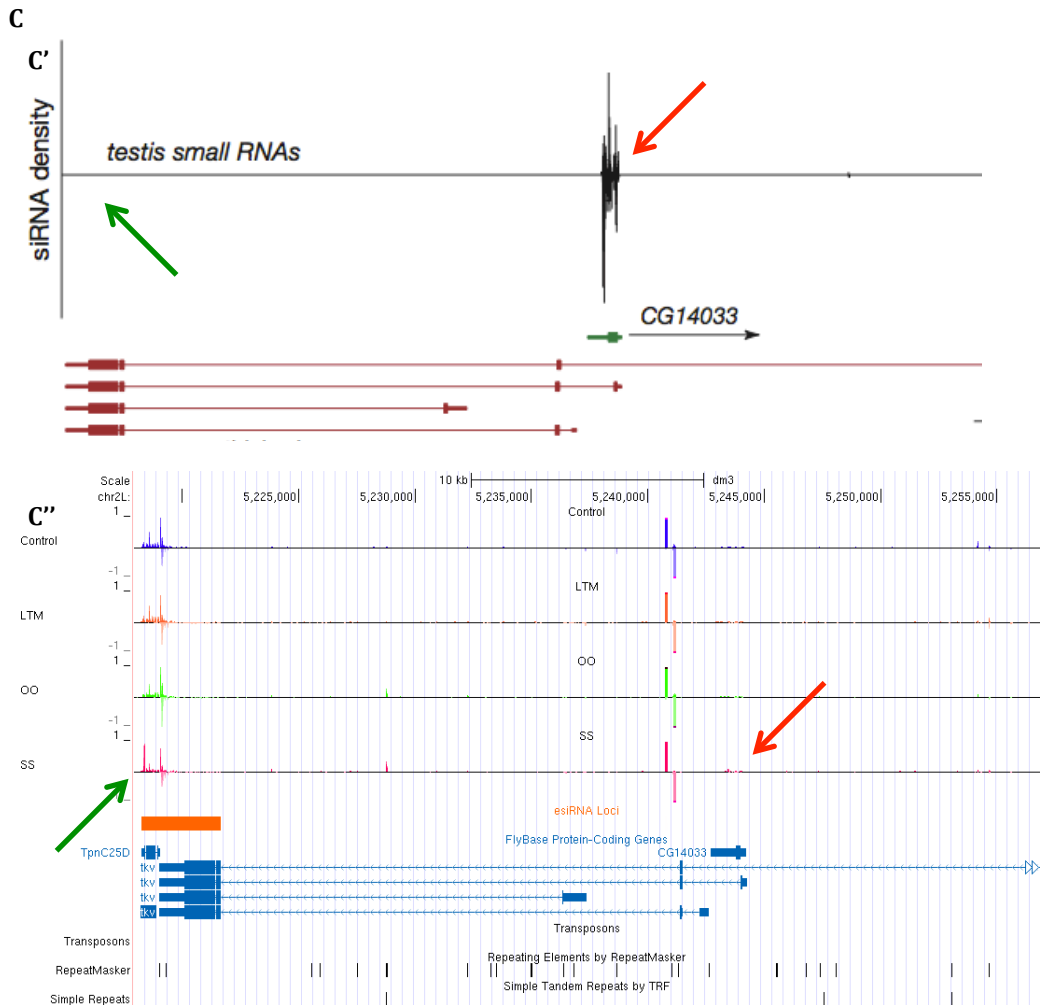 C
C'
siRNA density
testis small RNAs
CG14033
C''
Scale 10 kb dm3
chr2L: 5,225,000 5,230,000 5,235,000 5,240,000 5,245,000 5,250,000 5,255,000
Control
1
Control
-1
LTM
1
LTM
-1
OO
1
OO
-1
SS
1
SS
esiRNA Loci
FlyBase Protein-Coding Genes
TpnC25D CG14033
tkv
tkv
tkv
tkv
Transposons
Transposons
Repeating Elements by RepeatMasker
RepeatMasker
Simple Tandem Repeats by TRF
Simple Repeats